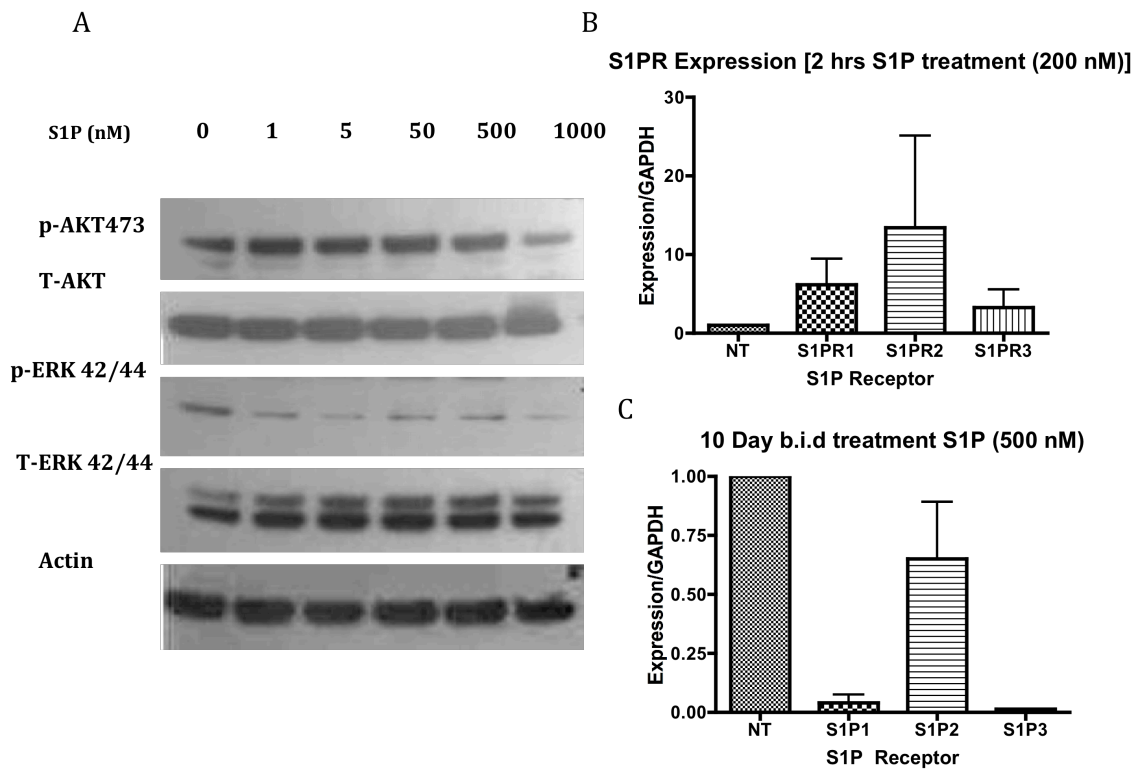 A
S1P (nM) 0 1 5 50 500 1000
p-AKT473
T-AKT
p-ERK 42/44
T-ERK 42/44
Actin
B
S1PR Expression [2 hrs S1P treatment (200 nM)]
Expression/GAPDH
30
20
10
0
NT S1PR1 S1PR2 S1PR3
S1P Receptor
C
10 Day b.i.d treatment S1P (500 nM)
Expression/GAPDH
1.00
0.75
0.50
0.25
0.00
NT S1P1 S1P2 S1P3
S1P Receptor